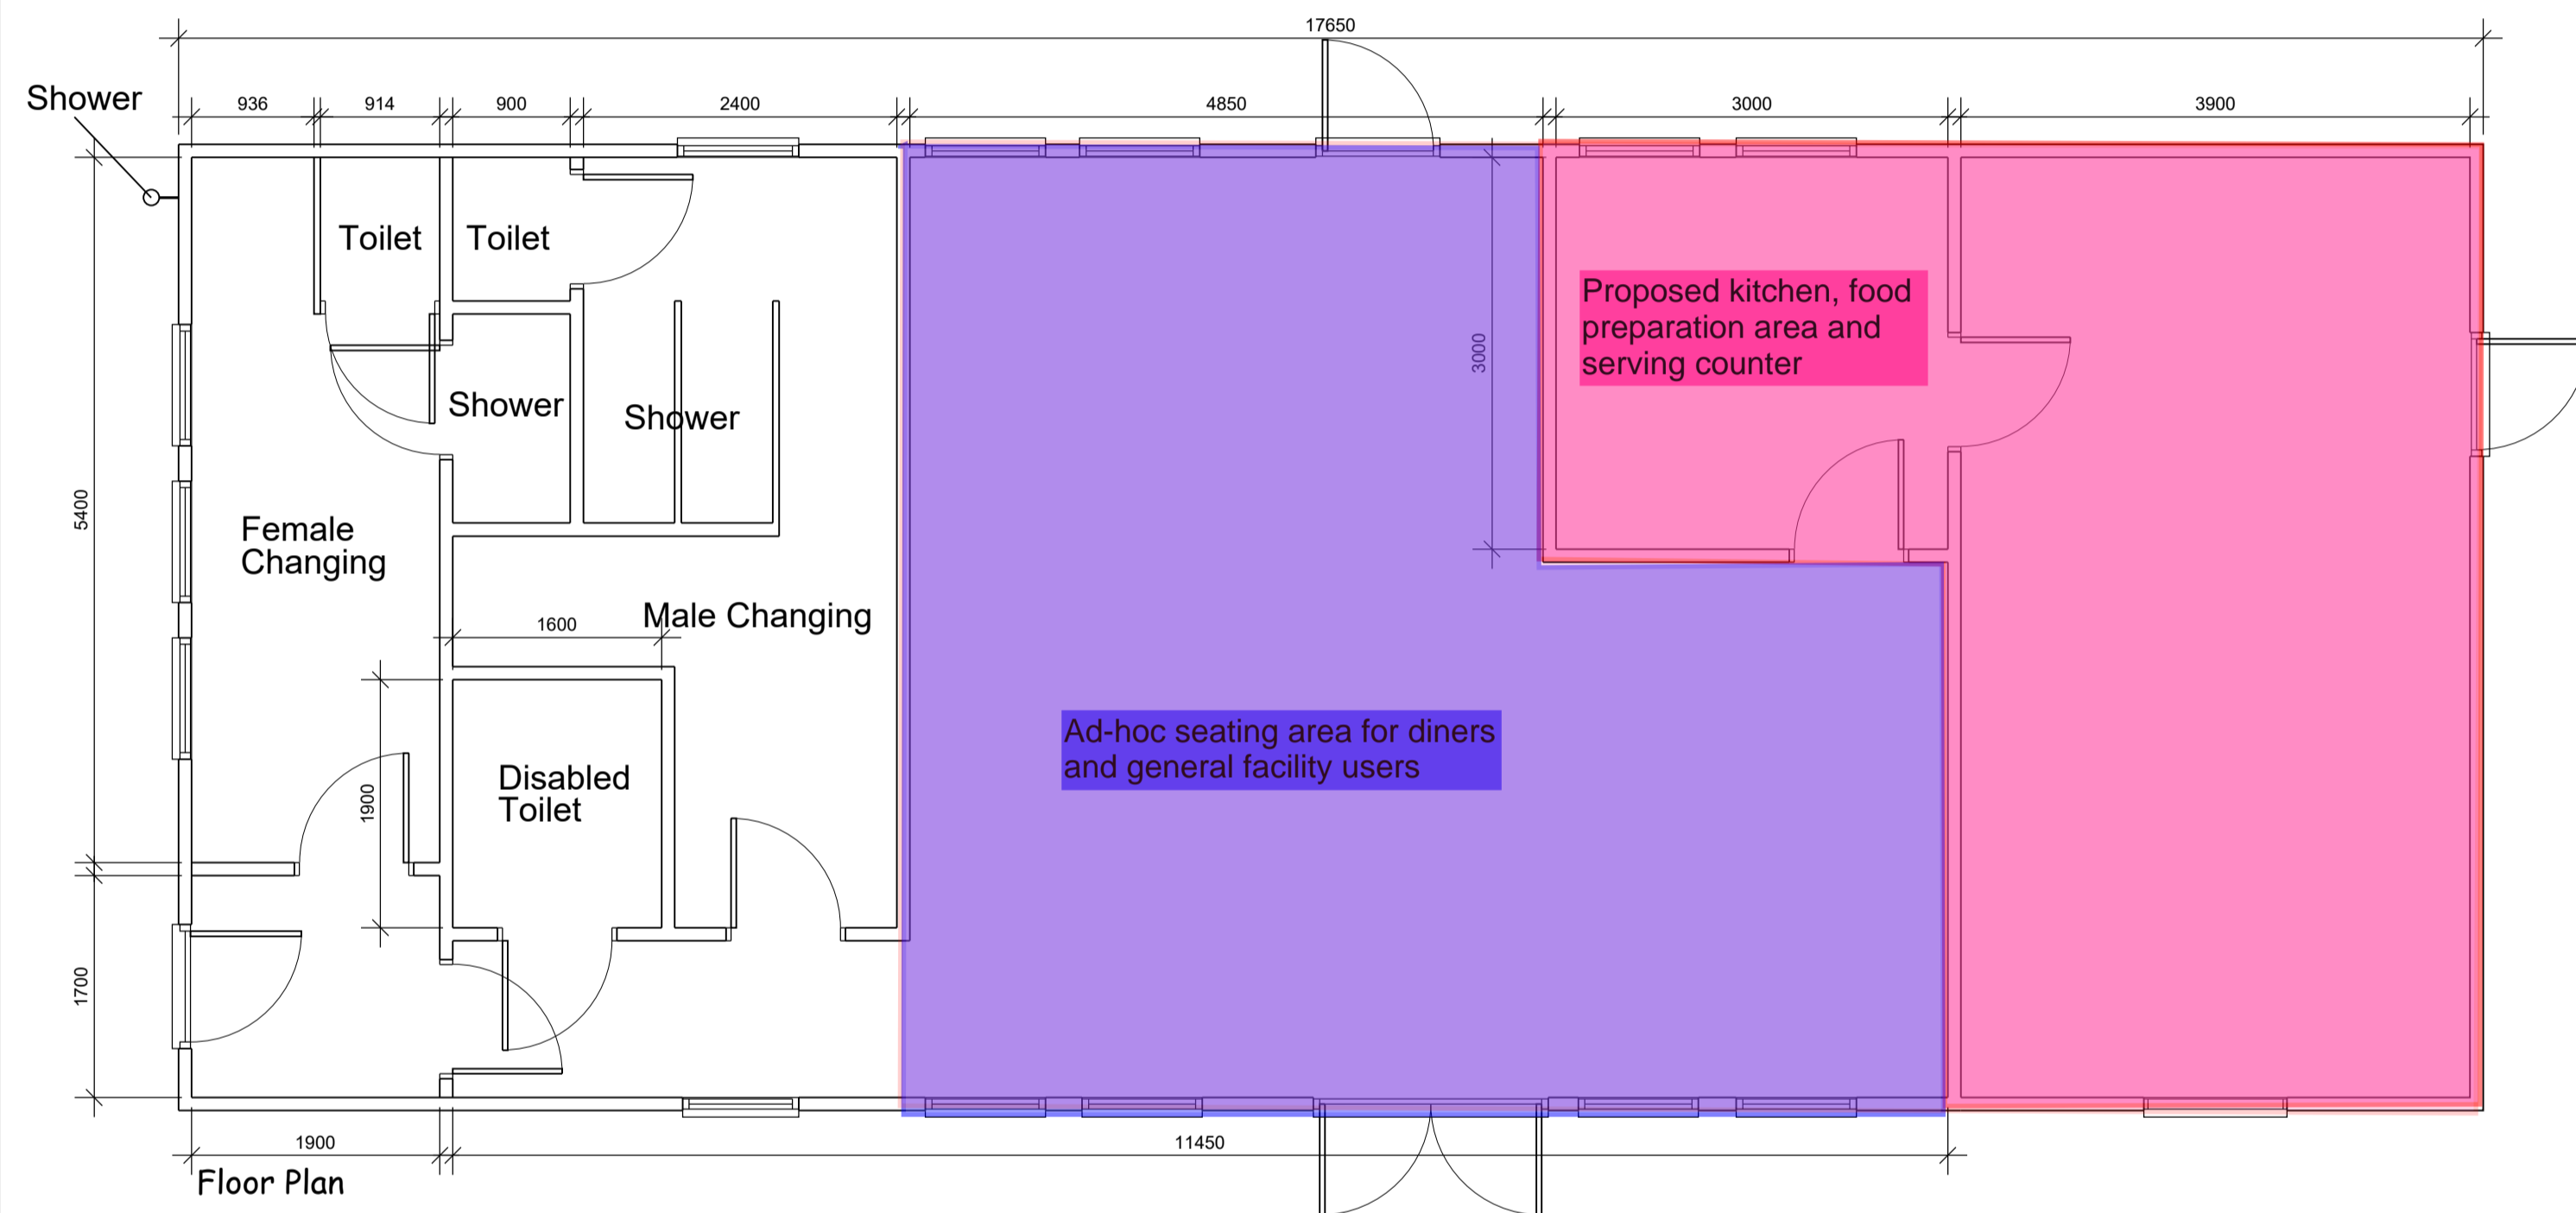 17650
Shower
936
914
900
2400
4850
3000
3900
Toilet
Toilet
Proposed kitchen, food
preparation area and
serving counter
3000
Shower
Shower
5400
Female
Changing
Male Changing
1600
Ad-hoc seating area for diners
and general facility users
Disabled
Toilet
1900
1700
1900
11450
Floor Plan